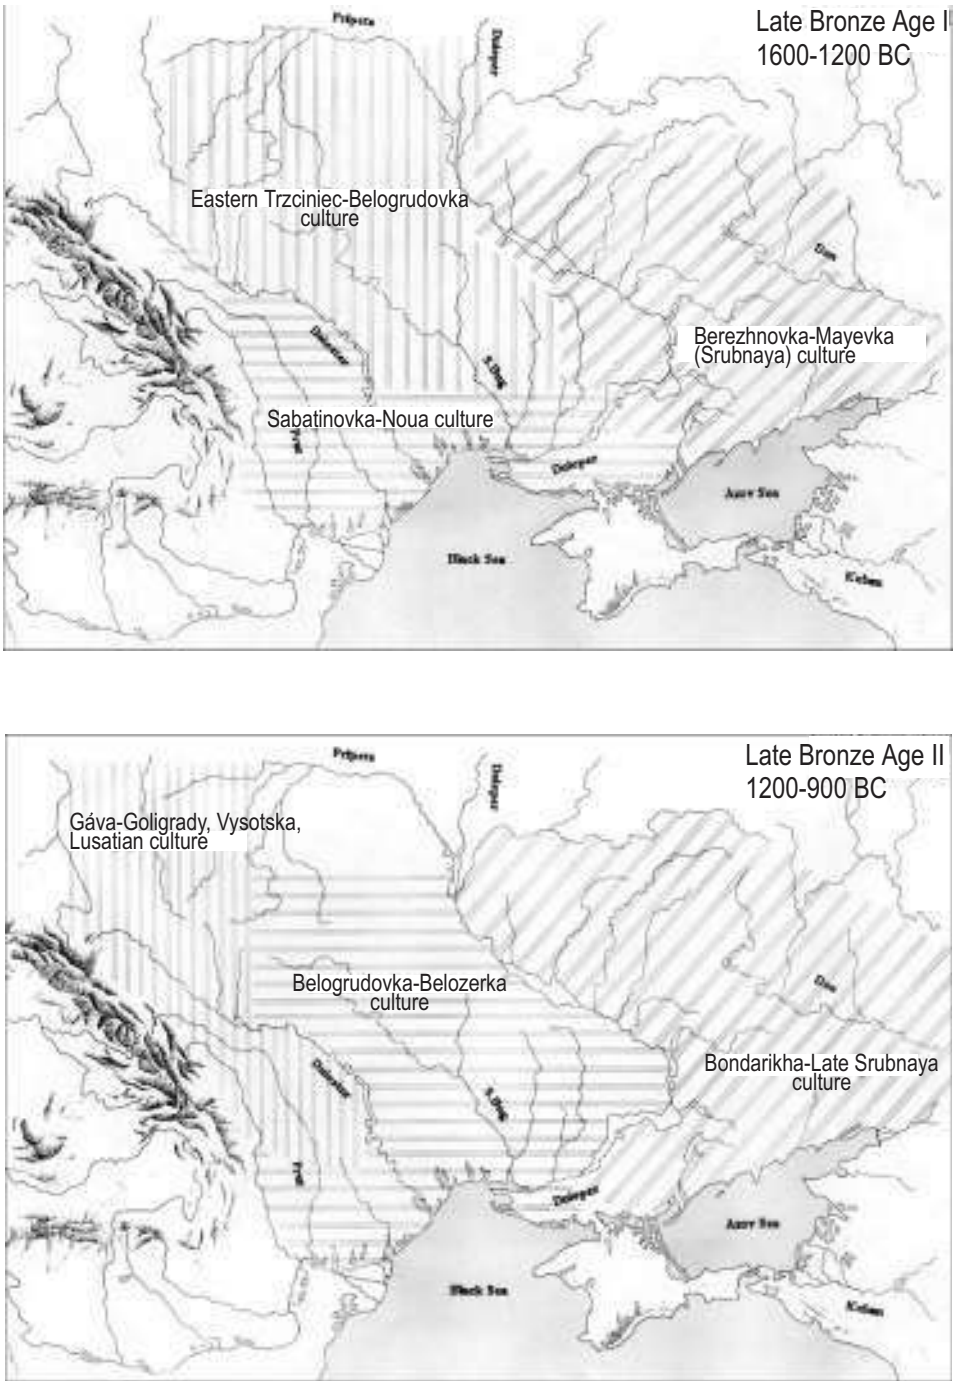 Late Bronze Age I
1600-1200 BC
Pripets
Dnieper
Eastern Trzciniec-Belogrudovka
culture
Don
Dniester
Berezhnovka-Mayevka
(Srubnaya) culture
S.Bug
Sabatinovka-Noua culture
Prut
Dnieper
Azov Sea
Black Sea
Kuban
Late Bronze Age II
1200-900 BC
Pripets
Dnieper
Gáva-Goligrady, Vysotska,
Lusatian culture
Belogrudovka-Belozerka
culture
Don
Bondarikha-Late Srubnaya
culture
Dniester
S.Bug
Prut
Dnieper
Azov Sea
Black Sea
Kuban